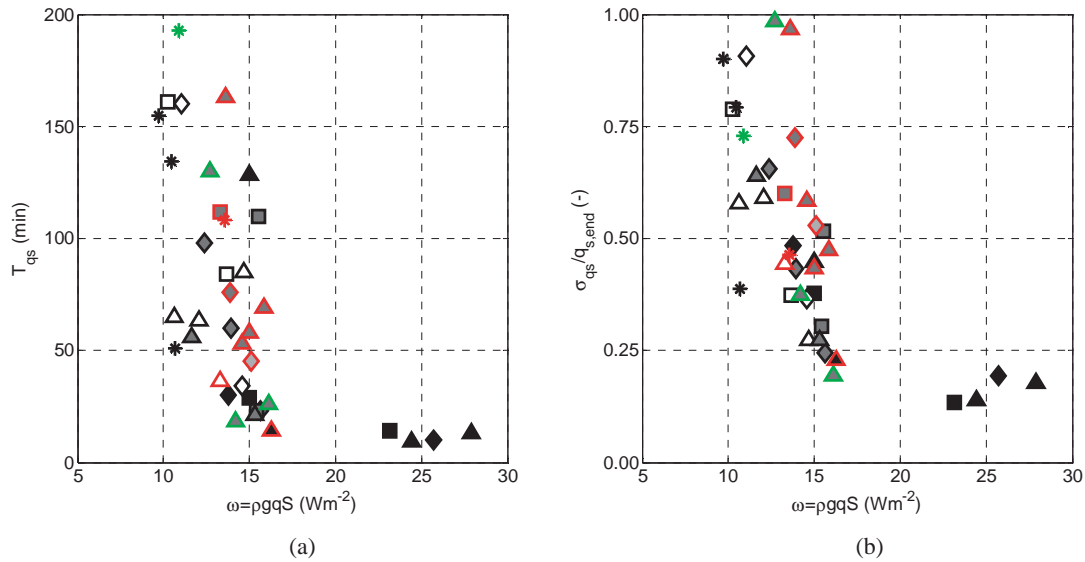 200
150
100
50
0
T_qs (min)
5 10 15 20 25 30
ω=ρgqS (Wm⁻²)
(a)
1.00
0.75
0.50
0.25
0.00
σ_qs/q_s,end (-)
5 10 15 20 25 30
ω=ρgqS (Wm⁻²)
(b)